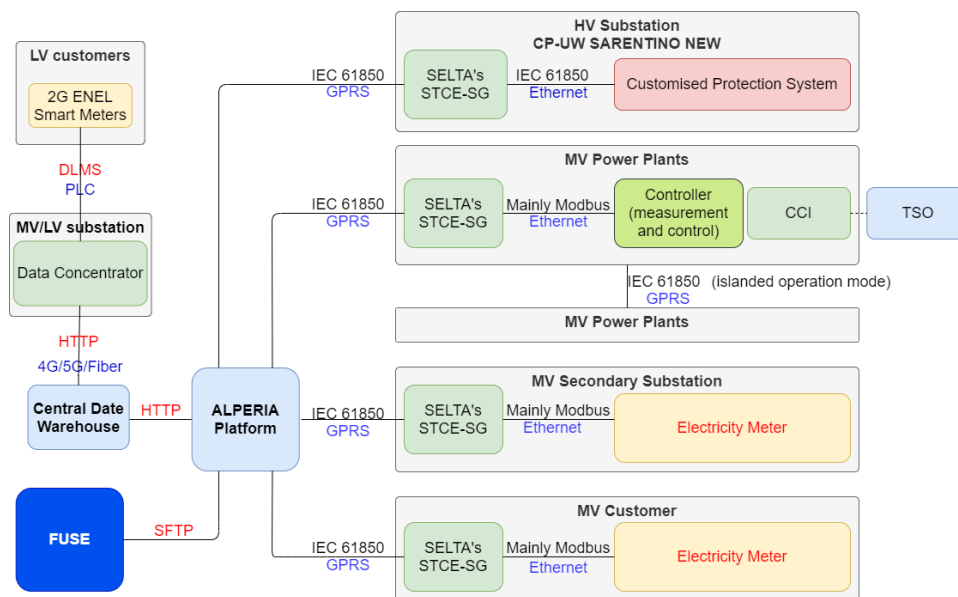 LV customers
2G ENEL
Smart Meters
DLMS
PLC
MV/LV substation
Data Concentrator
HTTP
4G/5G/Fiber
Central Date
Warehouse
HTTP
ALPERIA
Platform
FUSE
SFTP
HV Substation
CP-UW SARENTINO NEW
IEC 61850
GPRS
SELTA's
STCE-SG
IEC 61850
Ethernet
Customised Protection System
MV Power Plants
IEC 61850
GPRS
SELTA's
STCE-SG
Mainly Modbus
Ethernet
Controller
(measurement
and control)
CCI
TSO
IEC 61850 (islanded operation mode)
GPRS
MV Power Plants
MV Secondary Substation
IEC 61850
GPRS
SELTA's
STCE-SG
Mainly Modbus
Ethernet
Electricity Meter
MV Customer
IEC 61850
GPRS
SELTA's
STCE-SG
Mainly Modbus
Ethernet
Electricity Meter